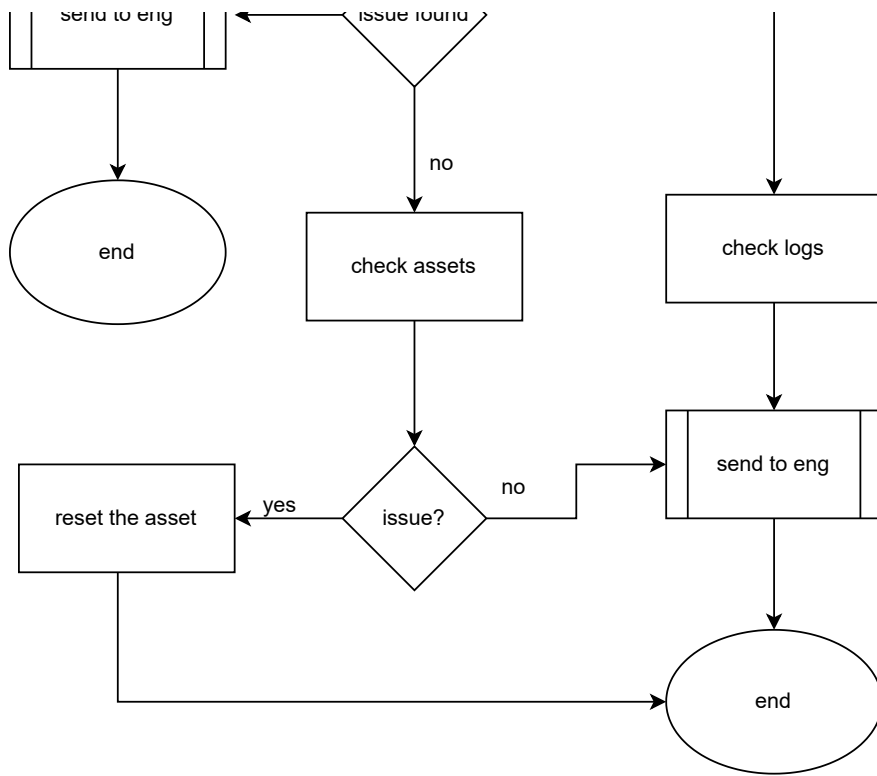 send to eng
issue found
no
end
check assets
check logs
send to eng
reset the asset
yes
issue?
no
end